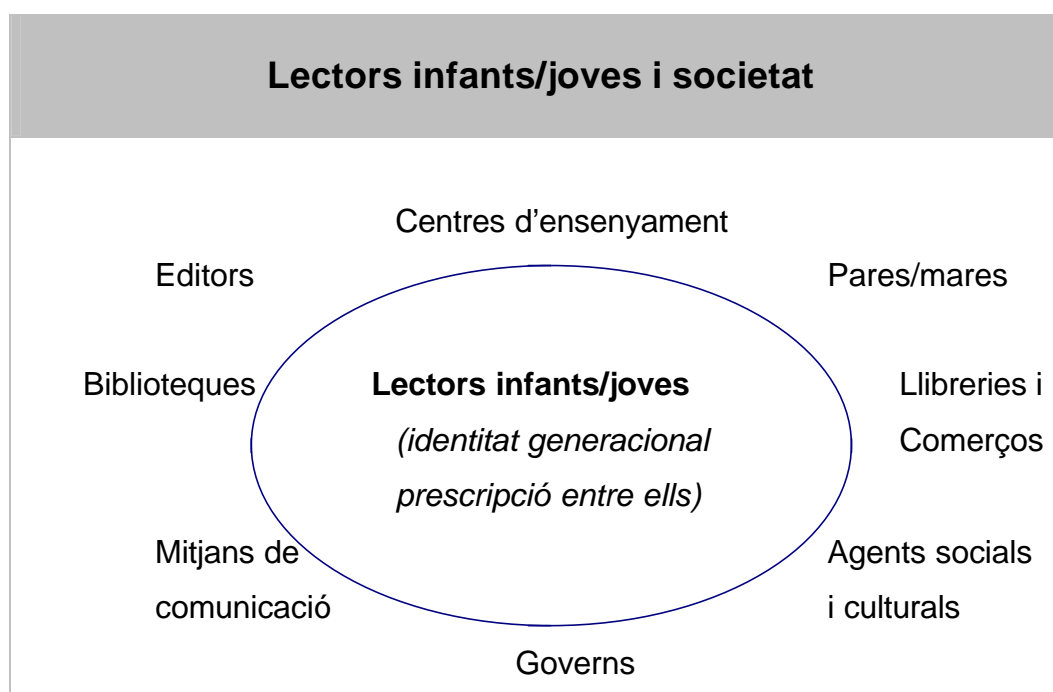 Lectors infants/joves i societat
Centres d’ensenyament
Editors
Pares/mares
Biblioteques
Lectors infants/joves
Llibreries i
(identitat generacional
Comerços
prescripció entre ells)
Mitjans de
Agents socials
comunicació
i culturals
Governs